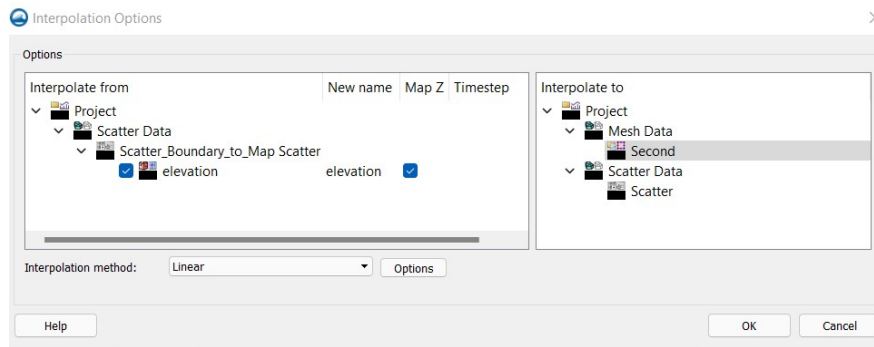 Interpolation Options
Options
Interpolate from New name Map Z Timestep
Project
Scatter Data
Scatter_Boundary_to_Map Scatter
elevation elevation
Interpolate to
Project
Mesh Data
Second
Scatter Data
Scatter
Interpolation method: Linear Options
Help OK Cancel